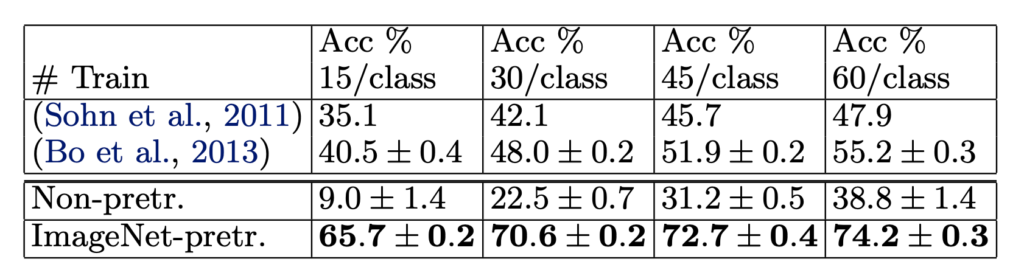 Acc % Acc % Acc % Acc %
# Train 15/class 30/class 45/class 60/class
(Sohn et al., 2011) 35.1 42.1 45.7 47.9
(Bo et al., 2013) 40.5 ± 0.4 48.0 ± 0.2 51.9 ± 0.2 55.2 ± 0.3
Non-pretr. 9.0 ± 1.4 22.5 ± 0.7 31.2 ± 0.5 38.8 ± 1.4
ImageNet-pretr. 65.7 ± 0.2 70.6 ± 0.2 72.7 ± 0.4 74.2 ± 0.3